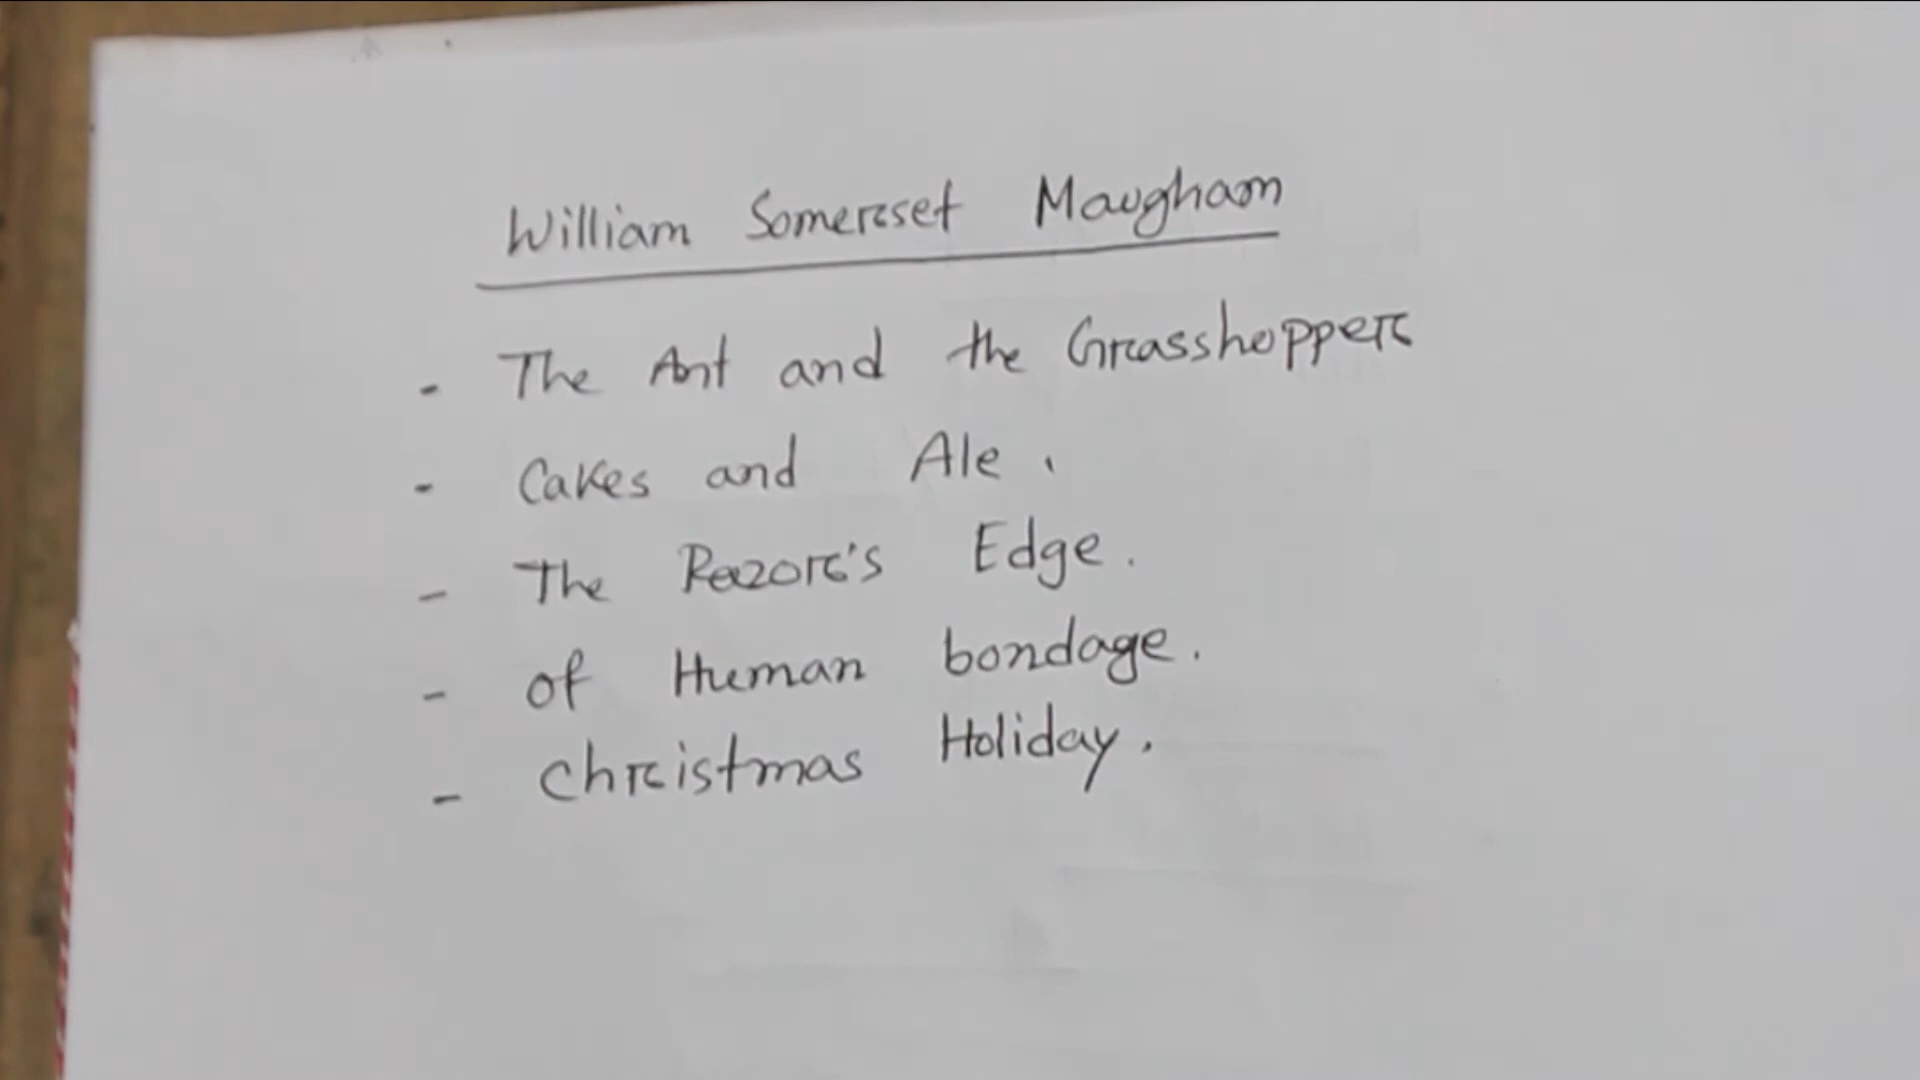 William Somerset Maugham
- The Ant and the Grasshopper
- Cakes and Ale.
- The Razor's Edge.
- of Human bondage.
- christmas Holiday.